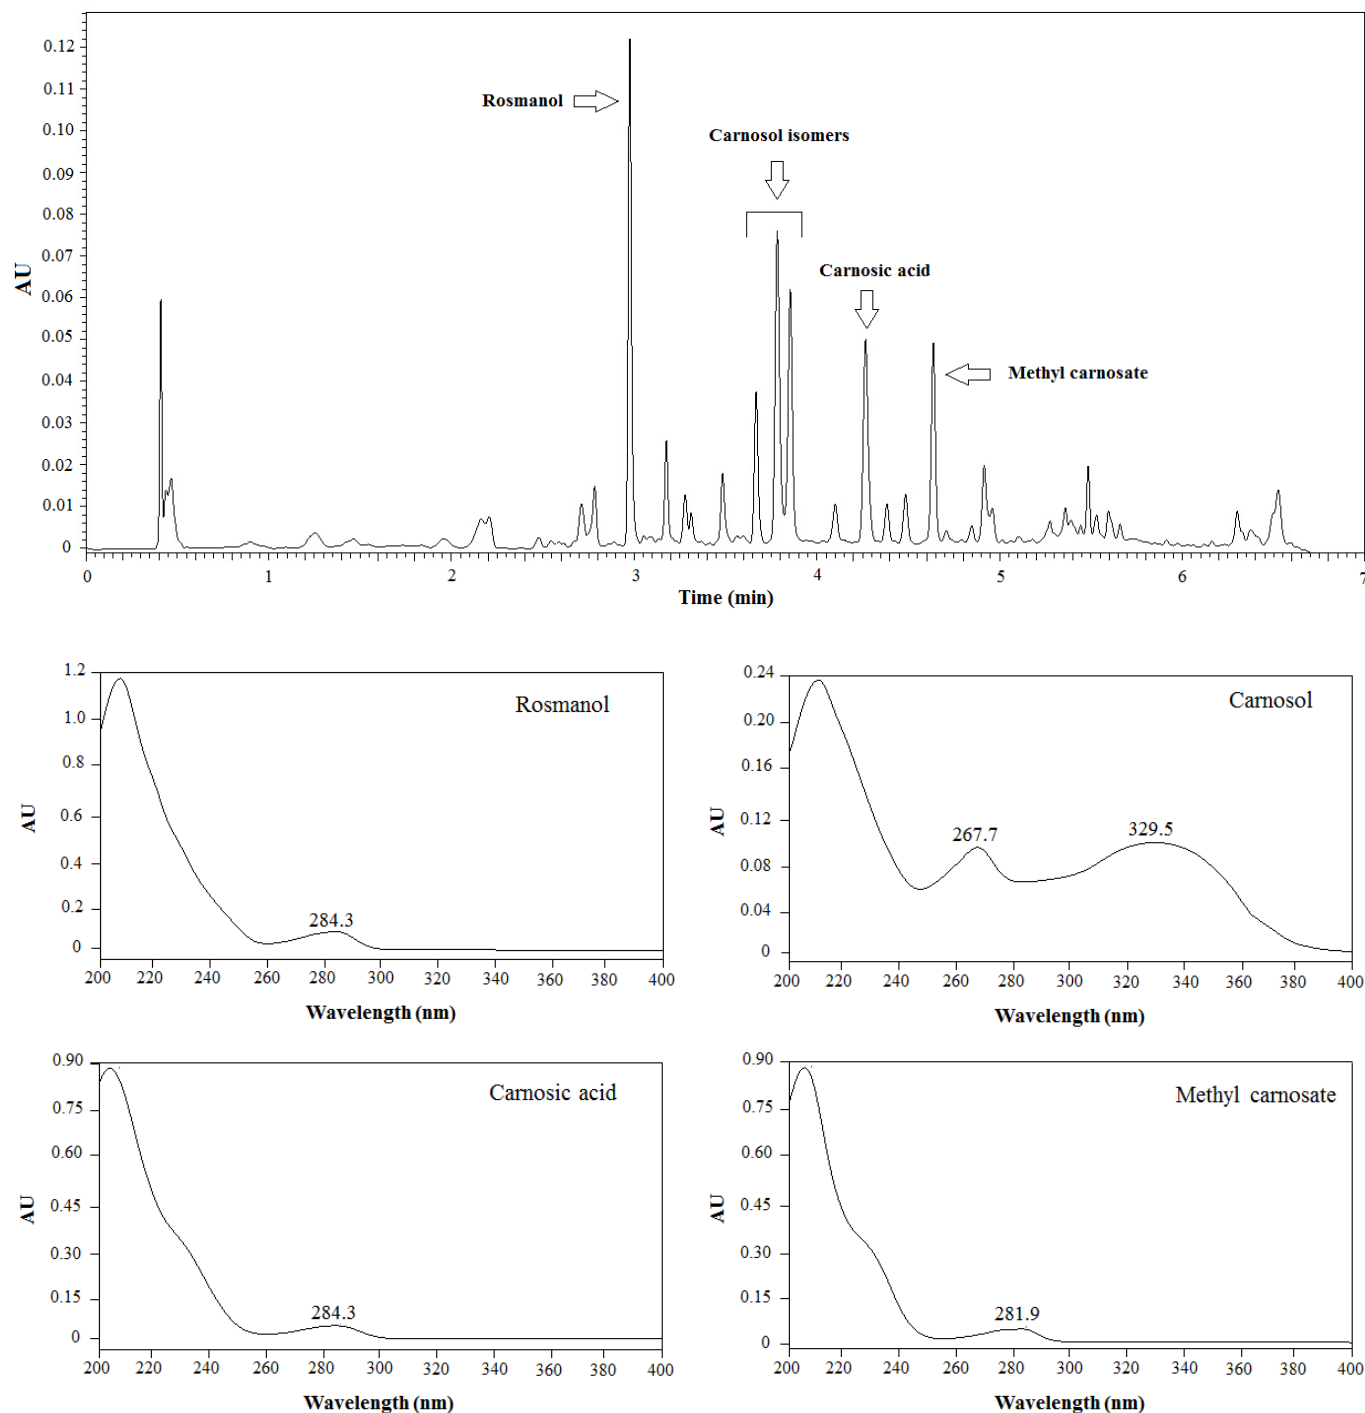 0.12
0.11
Rosmanol
0.10
Carnosol isomers
0.09
0.08
0.07
AU
Carnosic acid
0.06
0.05
0.04
Methyl carnosate
0.03
0.02
0.01
0
0 1 2 3 4 5 6 7
Time (min)
1.2
Rosmanol
1.0
0.8
AU
0.6
0.4
0.2
284.3
0
200 220 240 260 280 300 320 340 360 380 400
Wavelength (nm)
0.24
Carnosol
0.20
0.16
AU
0.12
267.7
329.5
0.08
0.04
0
200 220 240 260 280 300 320 340 360 380 400
Wavelength (nm)
0.90
Carnosic acid
0.75
0.60
AU
0.45
0.30
0.15
284.3
0
200 220 240 260 280 300 320 340 360 380 400
Wavelength (nm)
0.90
Methyl carnosate
0.75
0.60
AU
0.45
0.30
0.15
281.9
0
200 220 240 260 280 300 320 340 360 380 400
Wavelength (nm)